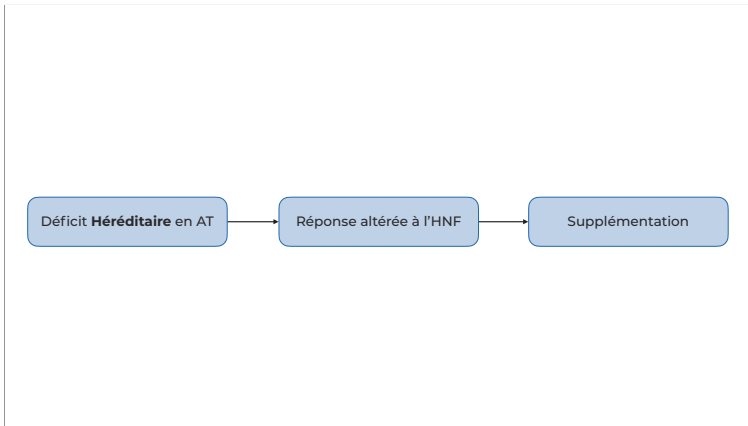 Déficit Héréditaire en AT
Réponse altérée à l’HNF
Supplémentation